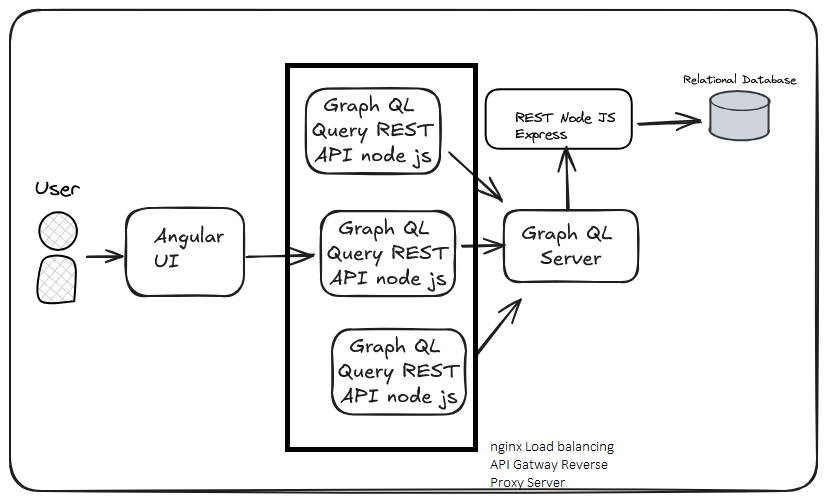 User
Angular
UI
Graph QL
Query REST
API node js
Graph QL
Query REST
API node js
Graph QL
Query REST
API node js
Graph QL
Server
REST Node JS
Express
Relational Database
nginx Load balancing
API Gatway Reverse
Proxy Server